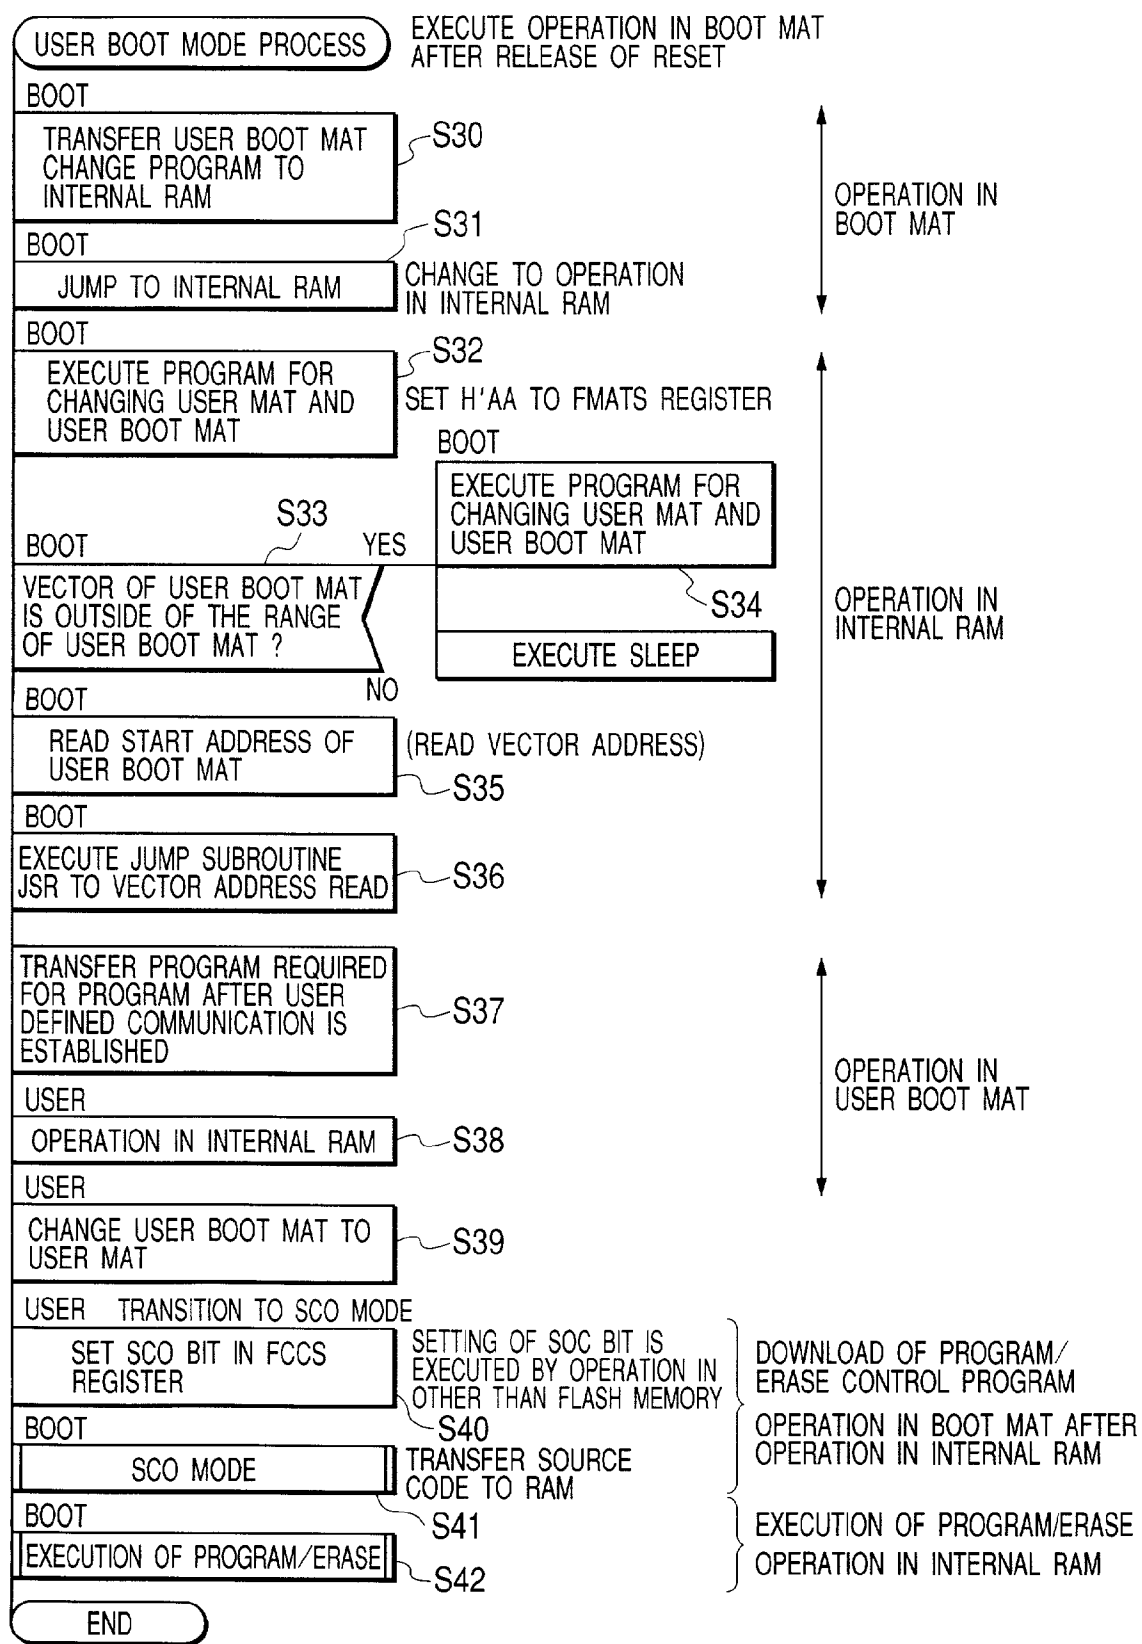 USER BOOT MODE PROCESS
EXECUTE OPERATION IN BOOT MAT
AFTER RELEASE OF RESET
BOOT
TRANSFER USER BOOT MAT
CHANGE PROGRAM TO
INTERNAL RAM
S30
OPERATION IN
BOOT MAT
BOOT
S31
JUMP TO INTERNAL RAM
CHANGE TO OPERATION
IN INTERNAL RAM
BOOT
S32
EXECUTE PROGRAM FOR
CHANGING USER MAT AND
USER BOOT MAT
SET H'AA TO FMATS REGISTER
BOOT
EXECUTE PROGRAM FOR
CHANGING USER MAT AND
USER BOOT MAT
S34
EXECUTE SLEEP
S33
BOOT
YES
VECTOR OF USER BOOT MAT
IS OUTSIDE OF THE RANGE
OF USER BOOT MAT ?
NO
OPERATION IN
INTERNAL RAM
BOOT
READ START ADDRESS OF
USER BOOT MAT
(READ VECTOR ADDRESS)
S35
BOOT
EXECUTE JUMP SUBROUTINE
JSR TO VECTOR ADDRESS READ
S36
TRANSFER PROGRAM REQUIRED
FOR PROGRAM AFTER USER
DEFINED COMMUNICATION IS
ESTABLISHED
S37
OPERATION IN
USER BOOT MAT
USER
OPERATION IN INTERNAL RAM
S38
USER
CHANGE USER BOOT MAT TO
USER MAT
S39
USER TRANSITION TO SCO MODE
SET SCO BIT IN FCCS
REGISTER
SETTING OF SOC BIT IS
EXECUTED BY OPERATION IN
OTHER THAN FLASH MEMORY
S40
DOWNLOAD OF PROGRAM/
ERASE CONTROL PROGRAM
OPERATION IN BOOT MAT AFTER
OPERATION IN INTERNAL RAM
BOOT
SCO MODE
TRANSFER SOURCE
CODE TO RAM
S41
BOOT
EXECUTION OF PROGRAM/ERASE
S42
EXECUTION OF PROGRAM/ERASE
OPERATION IN INTERNAL RAM
END